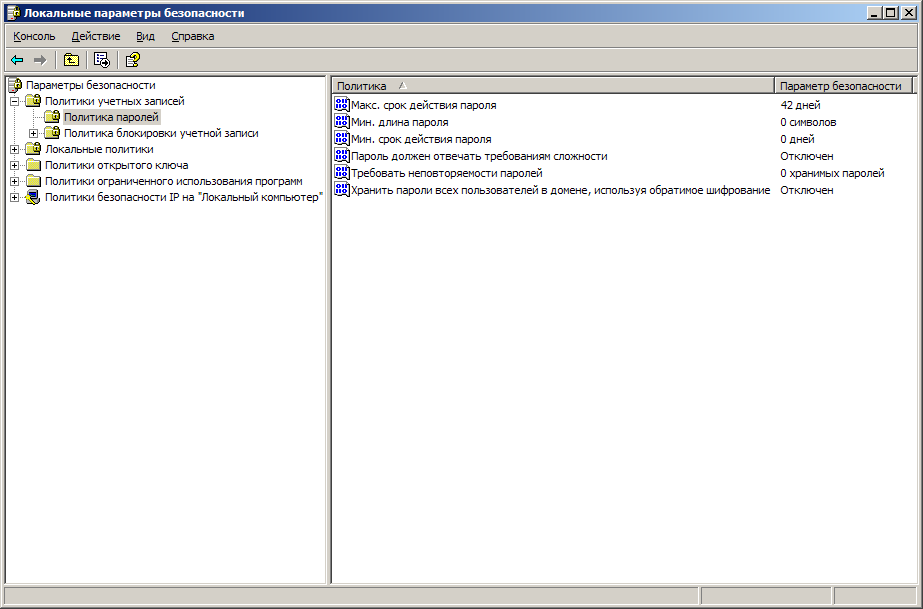 Локальные параметры безопасности
Консоль Действие Вид Справка
Параметры безопасности
Политики учетных записей
Политика паролей
Политика блокировки учетной записи
Локальные политики
Политики открытого ключа
Политики ограниченного использования программ
Политики безопасности IP на "Локальный компьютер"
Политика Параметр безопасности
Макс. срок действия пароля 42 дней
Мин. длина пароля 0 символов
Мин. срок действия пароля 0 дней
Пароль должен отвечать требованиям сложности Отключен
Требовать неповторяемости паролей 0 хранимых паролей
Хранить пароли всех пользователей в домене, используя обратимое шифрование Отключен